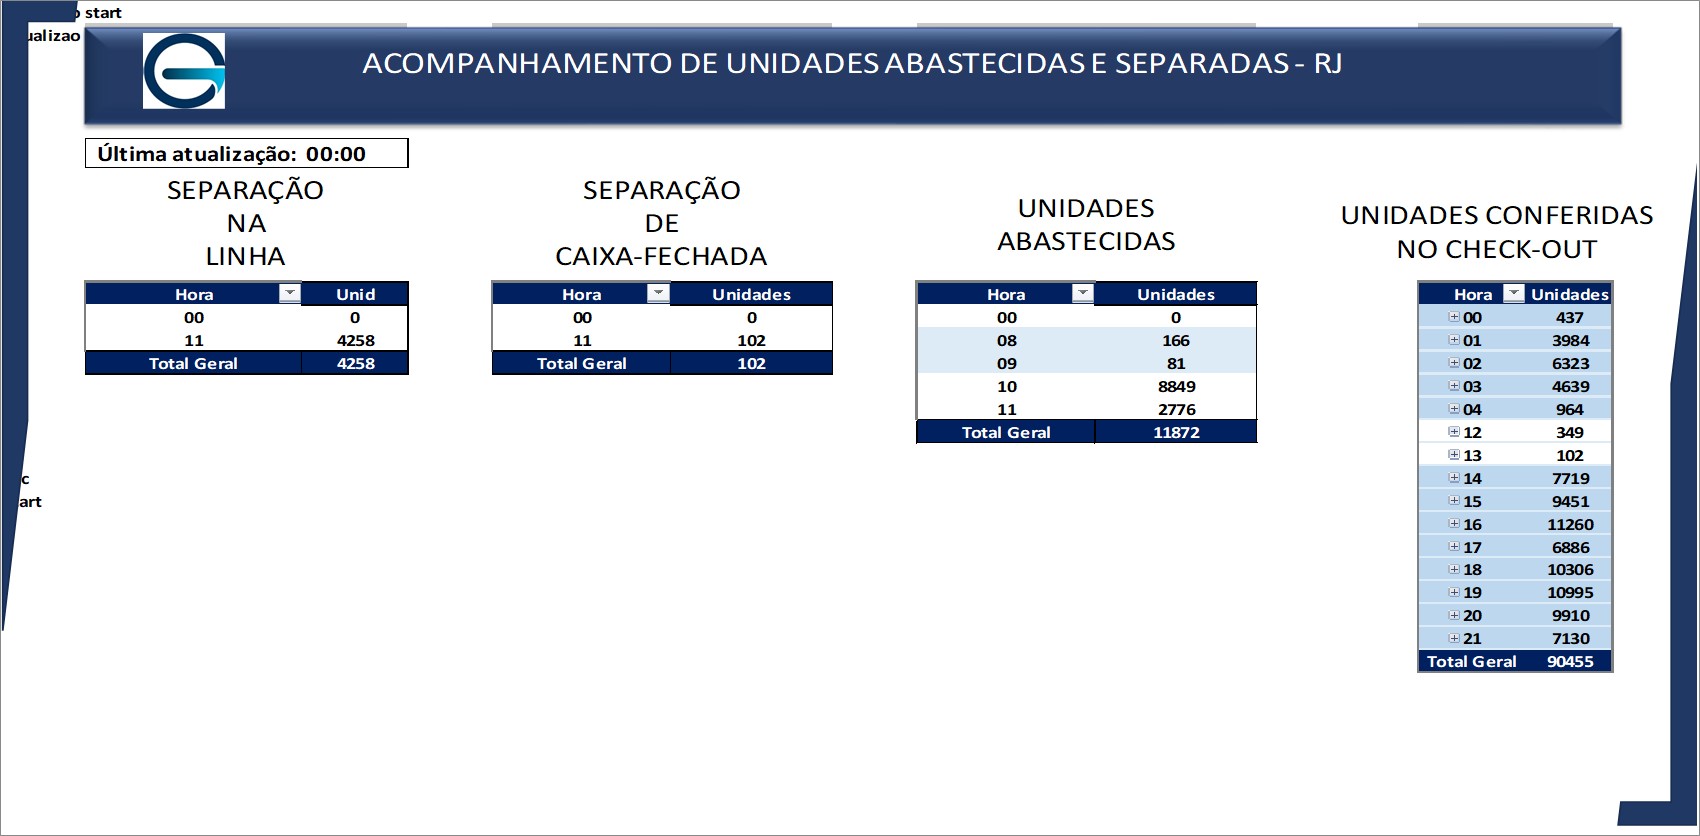 start
ualizao
ACOMPANHAMENTO DE UNIDADES ABASTECIDAS E SEPARADAS - RJ
Última atualização: 00:00
SEPARAÇÃO
NA
LINHA
Hora Unid
00 0
11 4258
Total Geral 4258
SEPARAÇÃO
DE
CAIXA-FECHADA
Hora Unidades
00 0
11 102
Total Geral 102
UNIDADES
ABASTECIDAS
Hora Unidades
00 0
08 166
09 81
10 8849
11 2776
Total Geral 11872
UNIDADES CONFERIDAS
NO CHECK-OUT
Hora Unidades
00 437
01 3984
02 6323
03 4639
04 964
12 349
13 102
14 7719
15 9451
16 11260
17 6886
18 10306
19 10995
20 9910
21 7130
Total Geral 90455
c
art